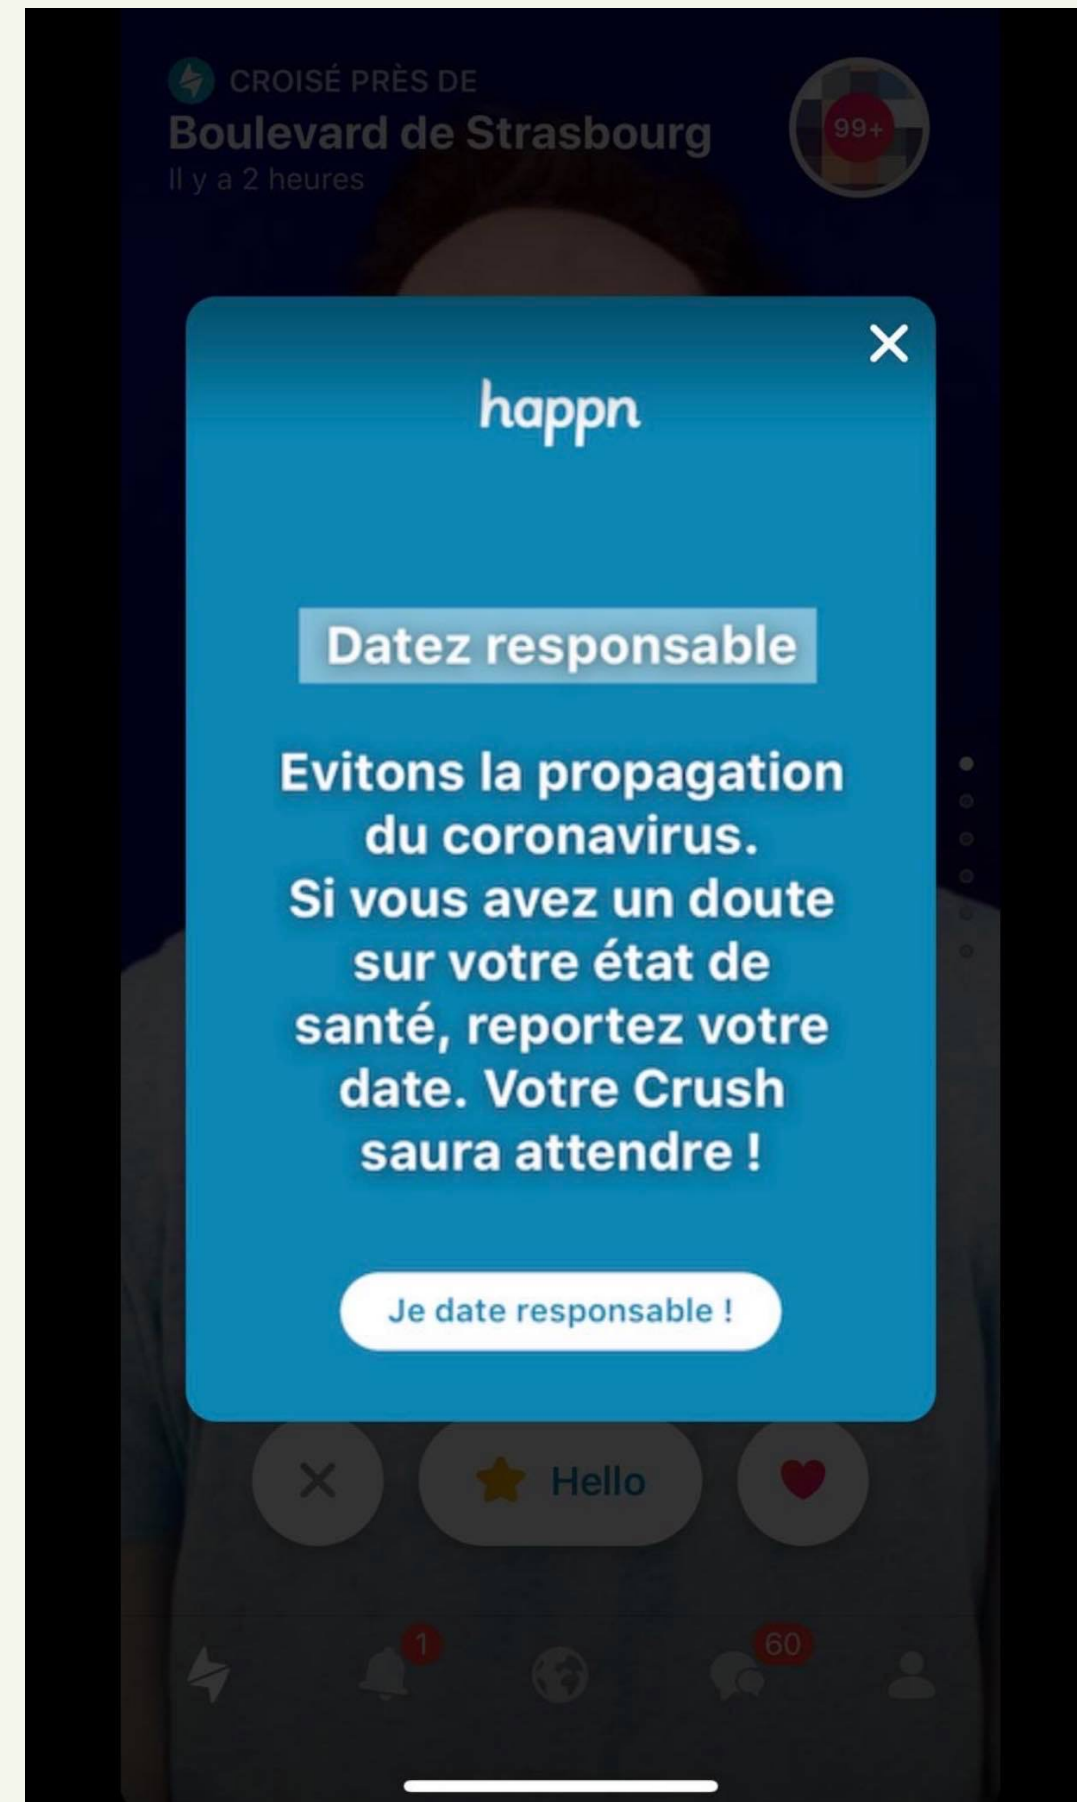 CROISÉ PRÈS DE
Boulevard de Strasbourg
Il y a 2 heures
99+
happn
Datez responsable
Evitons la propagation
du coronavirus.
Si vous avez un doute
sur votre état de
santé, reportez votre
date. Votre Crush
saura attendre !
Je date responsable !
Hello
1
60